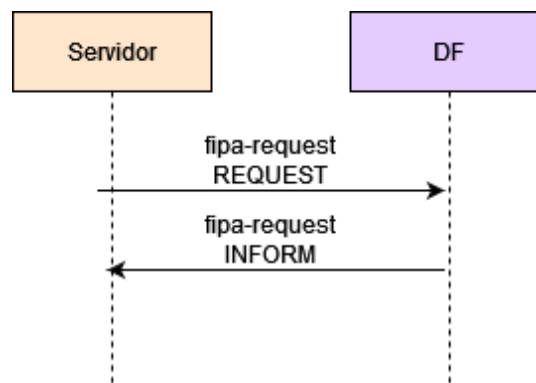 Servidor
DF
fipa-request
REQUEST
fipa-request
INFORM